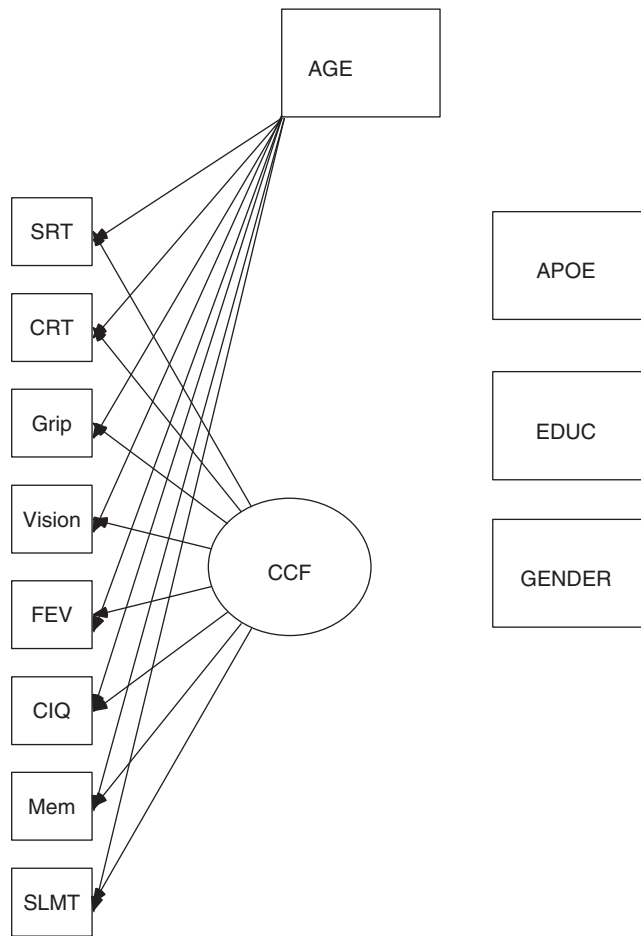 AGE
SRT
APOE
CRT
Grip
EDUC
Vision
CCF
GENDER
FEV
CIQ
Mem
SLMT